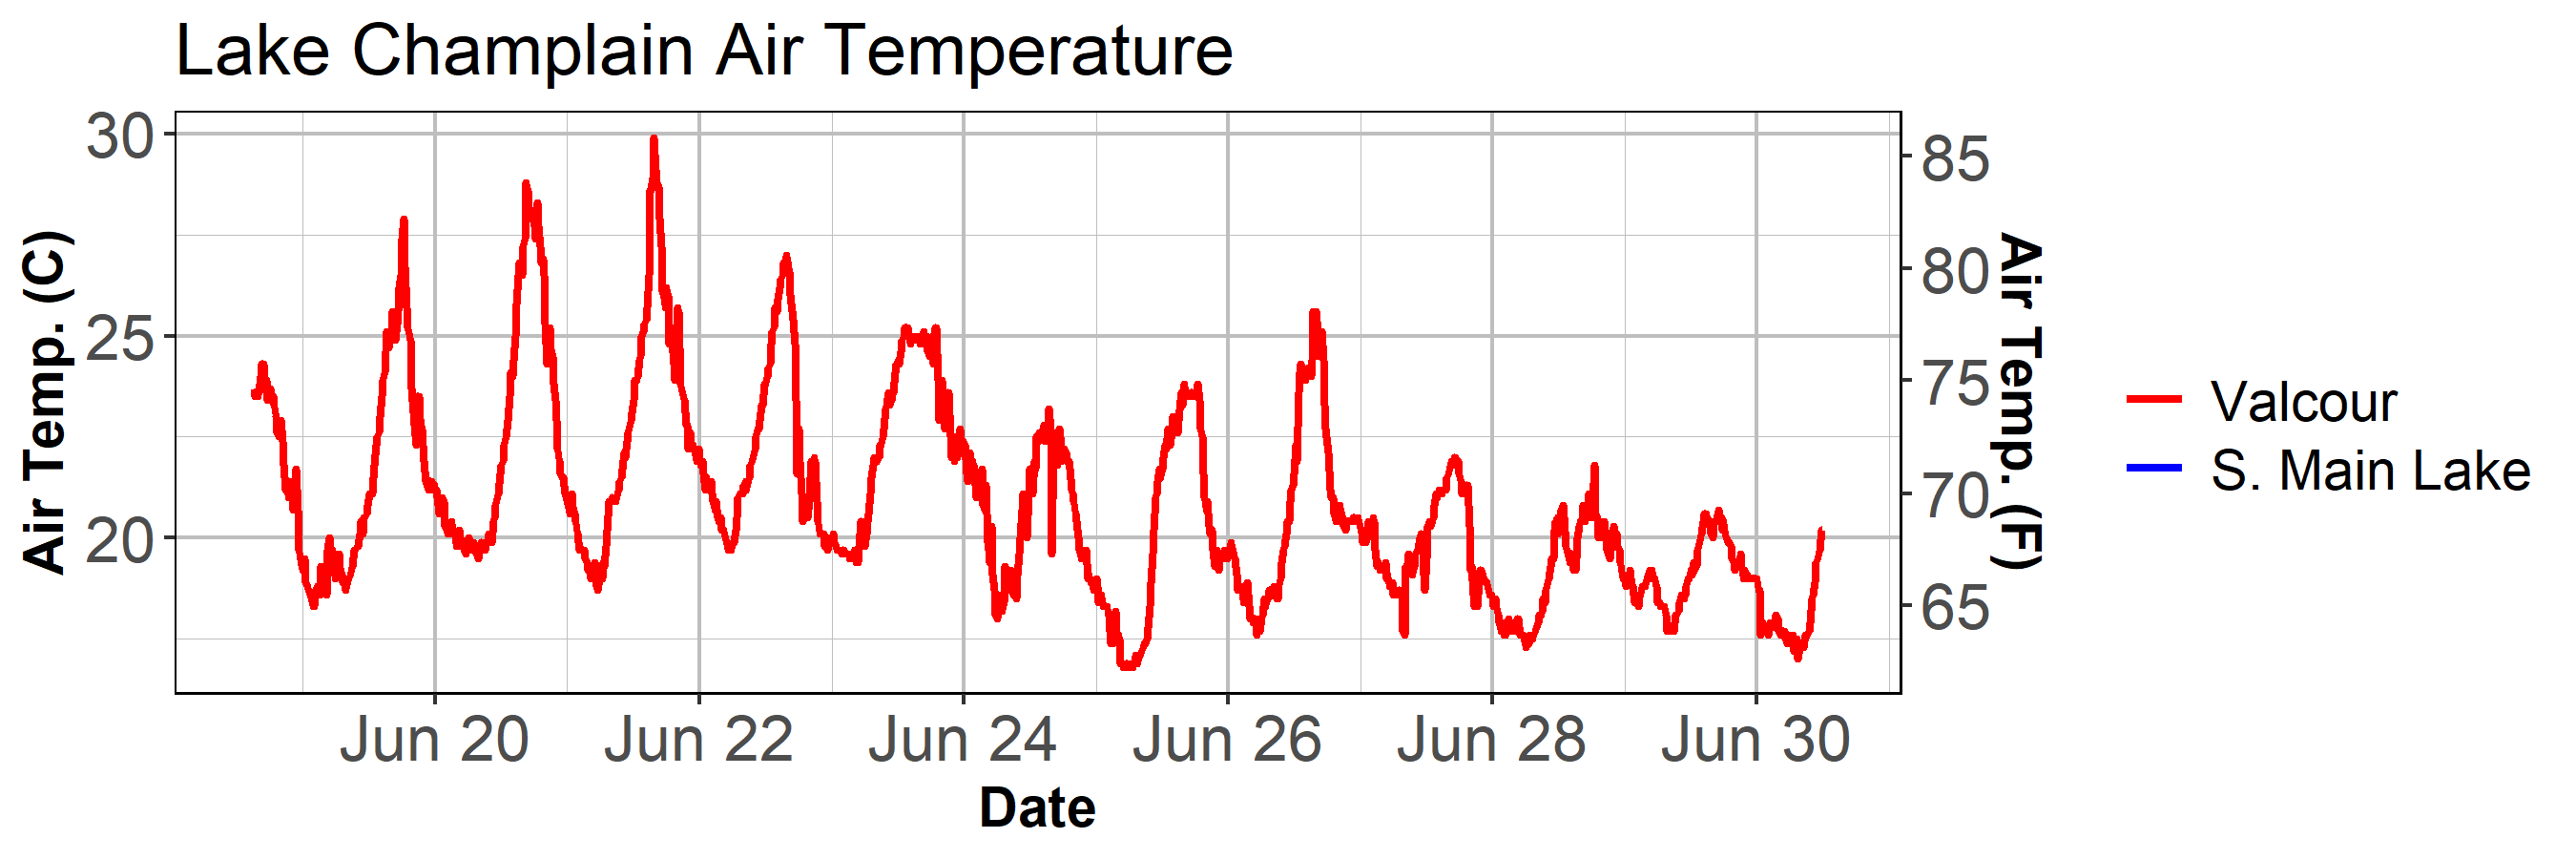 Lake Champlain Air Temperature
30
25
20
Air Temp. (C)
85
80
75
70
65
Air Temp. (F)
Jun 20 Jun 22 Jun 24 Jun 26 Jun 28 Jun 30
Date
Valcour
S. Main Lake